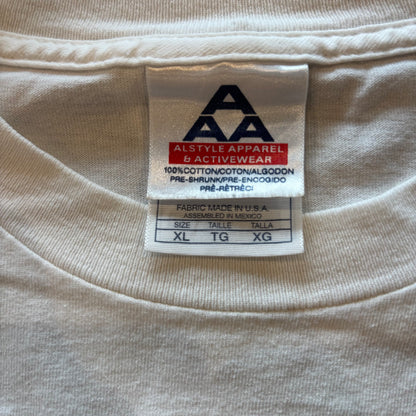 A
AA
ALSTYLE APPAREL
& ACTIVEWEAR
100% COTTON/COTON/ALGODON
PRE-SHRUNK/PRE-ENCOGIDO
PRÉ-RÉTRÉCI
FABRIC MADE IN U.S.A.
ASSEMBLED IN MEXICO
SIZE TAILLE TALLA
XL TG XG